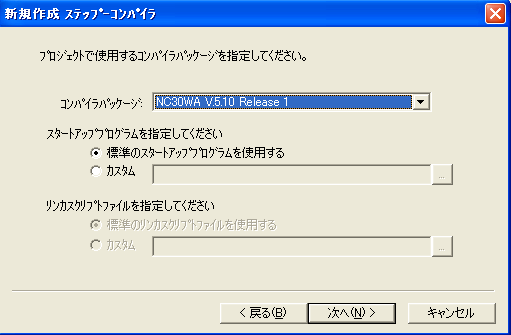 新規作成 ステップ-コンパイラ
プロジェクトで使用するコンパイラパッケージを指定してください。
コンパイラパッケージ: NC30WA V.5.10 Release 1
スタートアッププログラムを指定してください
標準のスタートアッププログラムを使用する
カスタム ...
リンカスクリプトファイルを指定してください
標準のリンカスクリプトファイルを使用する
カスタム ...
< 戻る(B) 次へ(N) > キャンセル